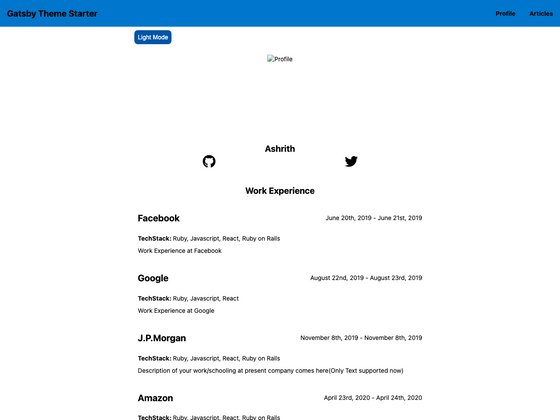 Gatsby Theme Starter
Profile Articles
Light Mode
Profile
Ashrith
Work Experience
Facebook June 20th, 2019 - June 21st, 2019
TechStack: Ruby, Javascript, React, Ruby on Rails
Work Experience at Facebook
Google August 22nd, 2019 - August 23rd, 2019
TechStack: Ruby, Javascript, React
Work Experience at Google
J.P.Morgan November 8th, 2019 - November 8th, 2019
TechStack: Ruby, Javascript, React, Ruby on Rails
Description of your work/schooling at present company comes here(Only Text supported now)
Amazon April 23rd, 2020 - April 24th, 2020
TechStack: Ruby, Javascript, React, Ruby on Rails